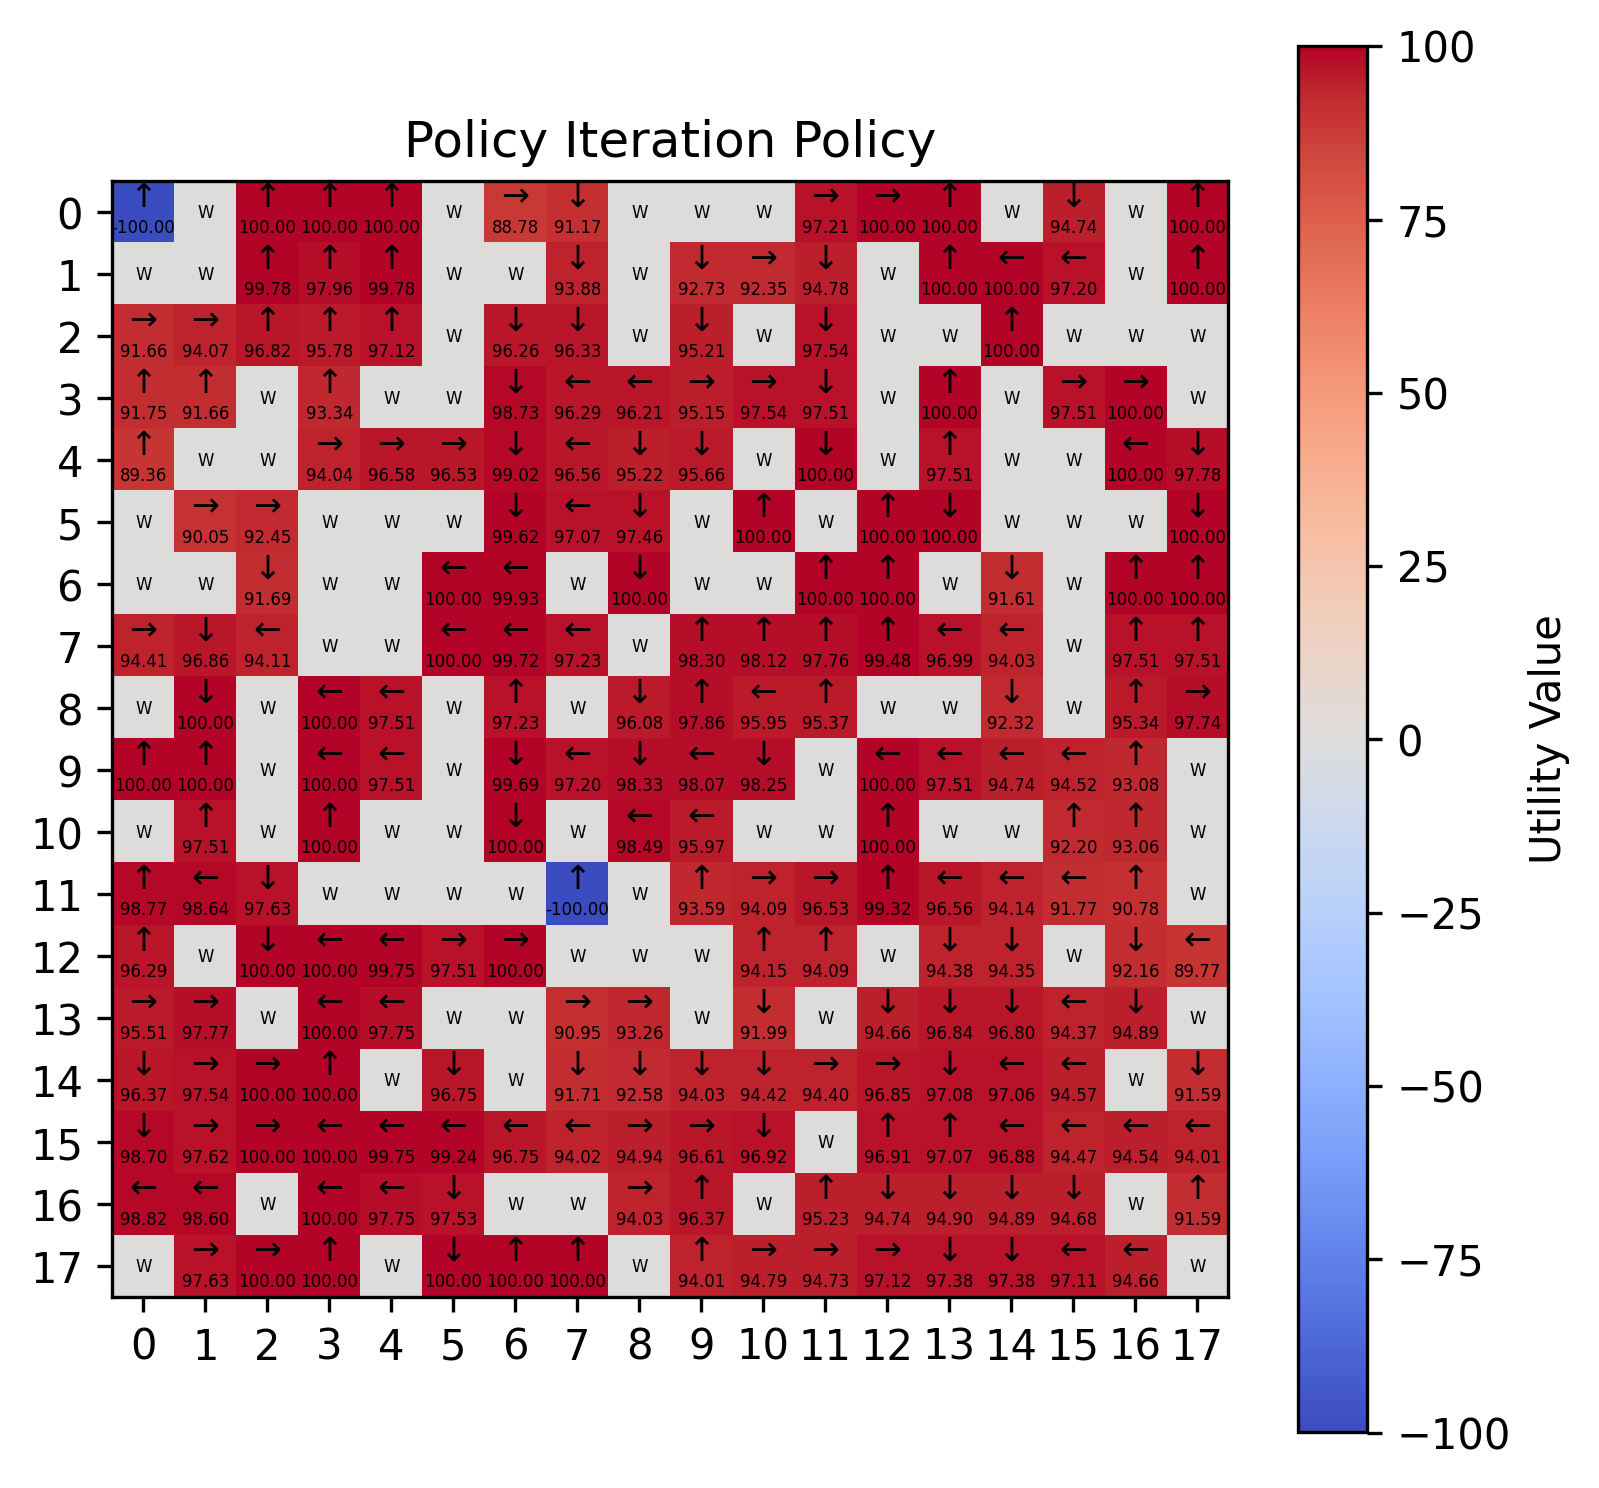 Policy Iteration Policy
0 ↑ W ↑ ↑ ↑ W → ↓ W W W → → ↑ W ↓ W ↑
-100.00 100.00 100.00 100.00 88.78 91.17 97.21 100.00 100.00 94.74 100.00
1 W W ↑ ↑ ↑ W W ↓ W ↓ → ↓ W ↑ ← ← W ↑
99.78 97.96 99.78 93.88 92.73 92.35 94.78 100.00 100.00 97.20 100.00
2 → → ↑ ↑ ↑ W ↓ ↓ W ↓ W ↓ W W ↑ W W W
91.66 94.07 96.82 95.78 97.12 96.26 96.33 95.21 97.54 100.00
3 ↑ ↑ W ↑ W W ↓ ← ← → → ↓ W ↑ W → → W
91.75 91.66 93.34 98.73 96.29 96.21 95.15 97.54 97.51 100.00 97.51 100.00
4 ↑ W W → → → ↓ ← ↓ ↓ W ↓ W ↑ W W ← ↓
89.36 94.04 96.58 96.53 99.02 96.56 95.22 95.66 100.00 97.51 100.00 97.78
5 W → → W W W ↓ ← ↓ W ↑ W ↑ ↓ W W W ↓
90.05 92.45 99.62 97.07 97.46 100.00 100.00 100.00 100.00
6 W W ↓ W W ← ← W ↓ W W ↑ ↑ W ↓ W ↑ ↑
91.69 100.00 99.93 100.00 100.00 100.00 91.61 100.00 100.00
7 → ↓ ← W W ← ← ← W ↑ ↑ ↑ ↑ ← ← W ↑ ↑
94.41 96.86 94.11 100.00 99.72 97.23 98.30 98.12 97.76 99.48 96.99 94.03 97.51 97.51
8 W ↓ W ← ← W ↑ W ↓ ↑ ← ↑ W W ↓ W ↑ →
100.00 100.00 97.51 97.23 96.08 97.86 95.95 95.37 92.32 95.34 97.74
9 ↑ ↑ W ← ← W ↓ ← ↓ ← ↓ W ← ← ← ← ↑ W
100.00 100.00 100.00 97.51 99.69 97.20 98.33 98.07 98.25 100.00 97.51 94.74 94.52 93.08
10 W ↑ W ↑ W W ↓ W ← ← W W ↑ W W ↑ ↑ W
97.51 100.00 100.00 98.49 95.97 100.00 92.20 93.06
11 ↑ ← ↓ W W W W ↑ W ↑ → → ↑ ← ← ← ↑ W
98.77 98.64 97.63 -100.00 93.59 94.09 96.53 99.32 96.56 94.14 91.77 90.78
12 ↑ W ↓ ← ← → → W W W ↑ ↑ W ↓ ↓ W ↓ ←
96.29 100.00 100.00 99.75 97.51 100.00 94.15 94.09 94.38 94.35 92.16 89.77
13 → → W ← ← W W → → W ↓ W ↓ ↓ ↓ ← ↓ W
95.51 97.77 100.00 97.75 90.95 93.26 91.99 94.66 96.84 96.80 94.37 94.89
14 ↓ → → ↑ W ↓ W ↓ ↓ ↓ ↓ → → ↓ ← ← W ↓
96.37 97.54 100.00 100.00 96.75 91.71 92.58 94.03 94.42 94.40 96.85 97.08 97.06 94.57 91.59
15 ↓ → → ← ← ← ← ← → → ↓ W ↑ ↑ ← ← ← ←
98.70 97.62 100.00 100.00 99.75 99.24 96.75 94.02 94.94 96.61 96.92 96.91 97.07 96.88 94.47 94.54 94.01
16 ← ← W ← ← ↓ W W → ↑ W ↑ ↓ ↓ ↓ ↓ W ↑
98.82 98.60 100.00 97.75 97.53 94.03 96.37 95.23 94.74 94.90 94.89 94.68 91.59
17 W → → ↑ W ↓ ↑ ↑ W ↑ → → → ↓ ↓ ← ← W
97.63 100.00 100.00 100.00 100.00 100.00 94.01 94.79 94.73 97.12 97.38 97.38 97.11 94.66
0 1 2 3 4 5 6 7 8 9 10 11 12 13 14 15 16 17
100
75
50
25
0
−25
−50
−75
−100
Utility Value